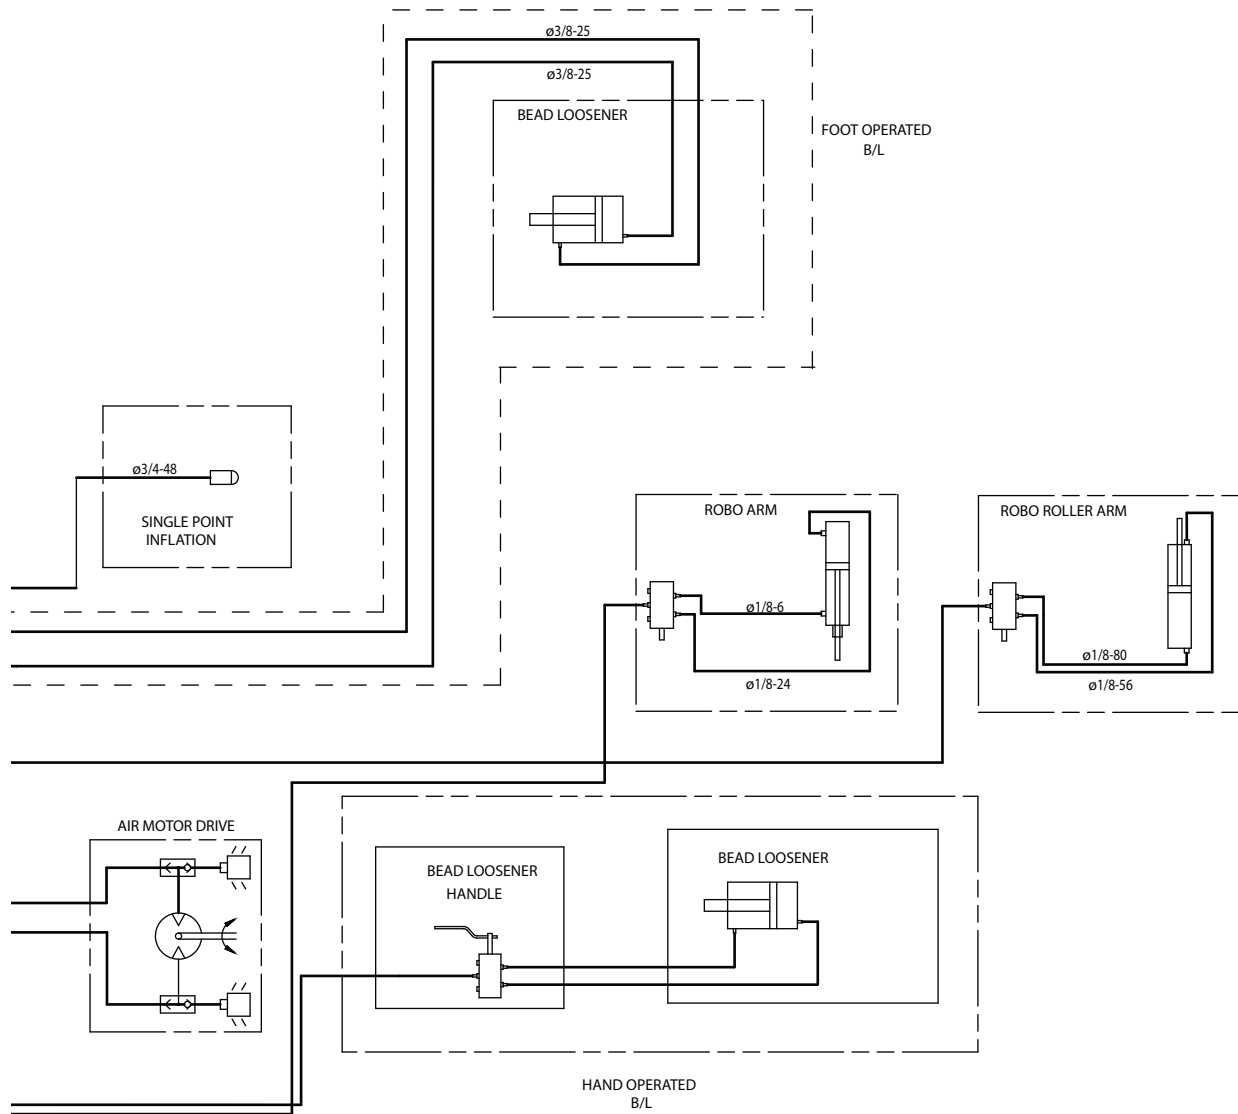 ø3/8-25
ø3/8-25
BEAD LOOSENER
FOOT OPERATED
B/L
ø3/4-48
SINGLE POINT
INFLATION
ROBO ARM
ø1/8-6
ø1/8-24
ROBO ROLLER ARM
ø1/8-80
ø1/8-56
AIR MOTOR DRIVE
BEAD LOOSENER
HANDLE
BEAD LOOSENER
HAND OPERATED
B/L